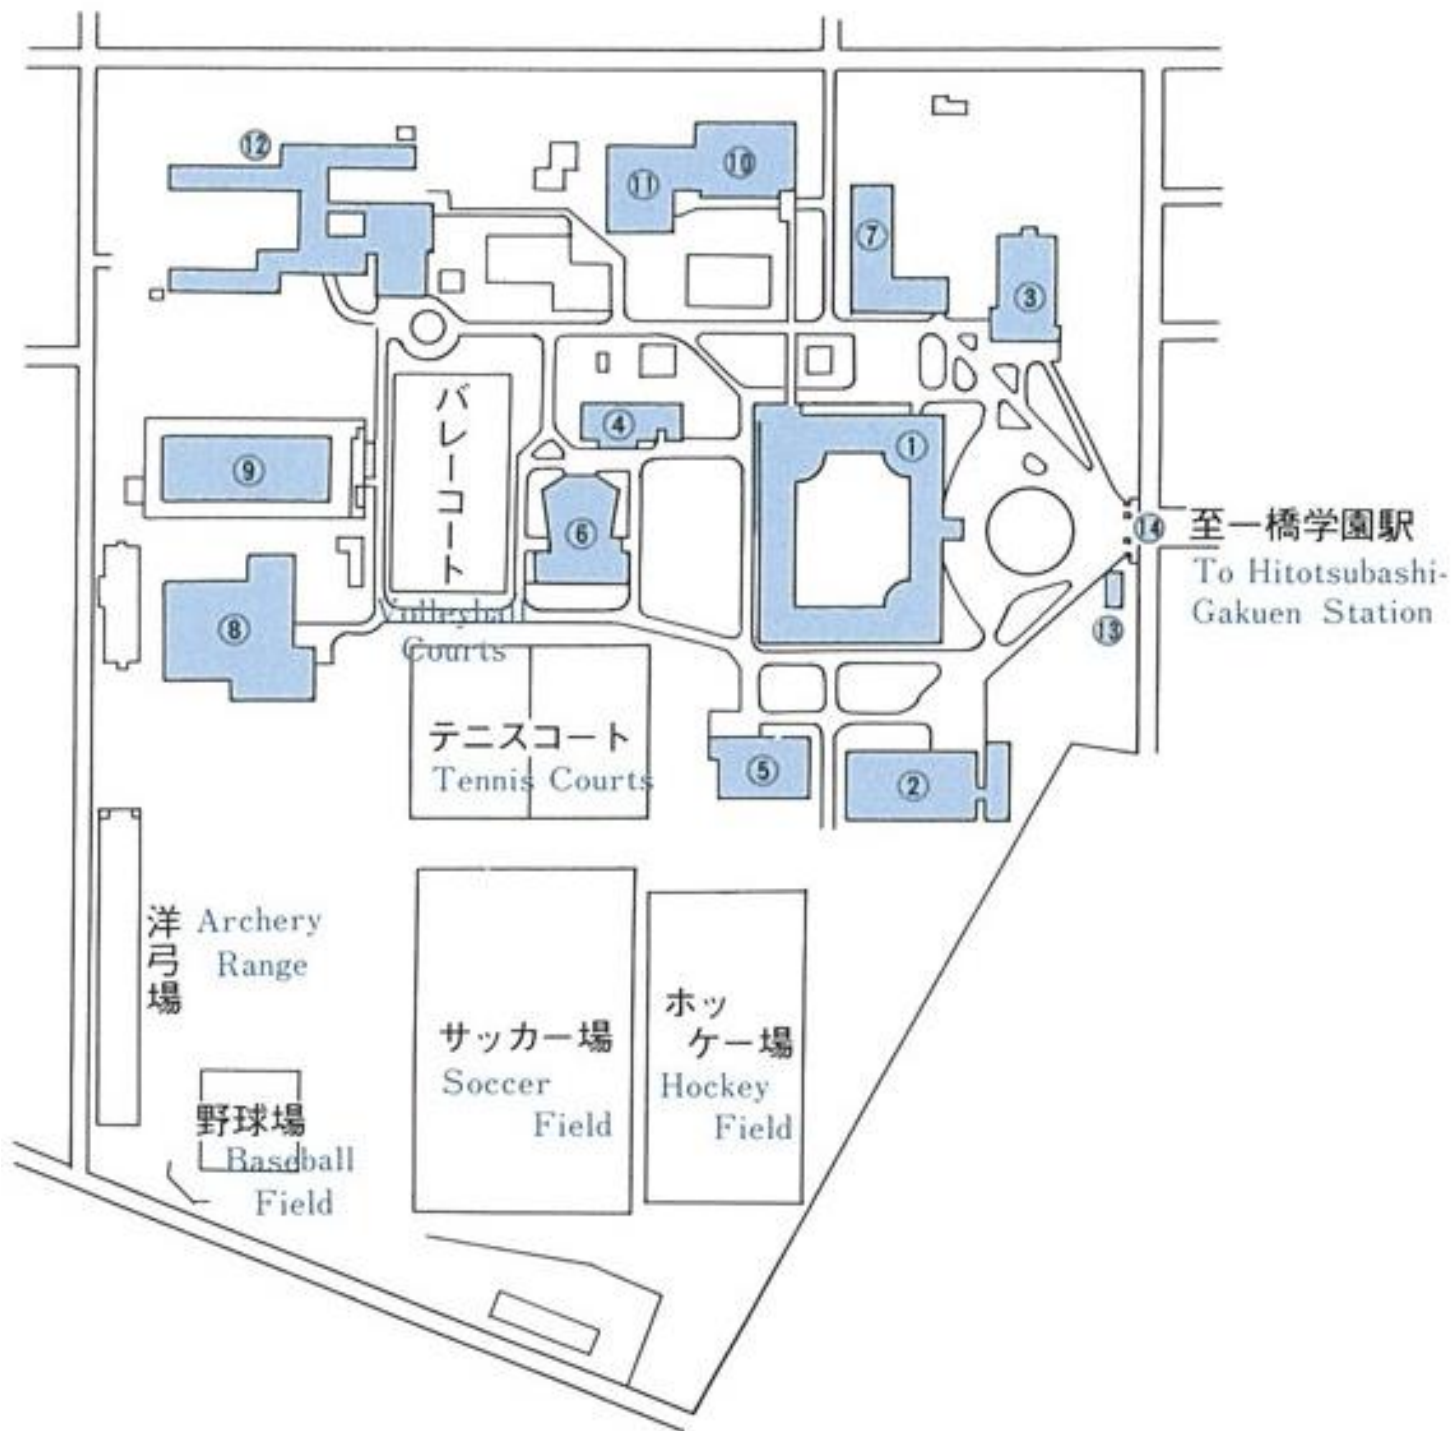 ⑫
⑪
⑩
⑦
③
④
①
⑨
⑥
⑧
バレーコート
Volleyball
Courts
⑭
至一橋学園駅
To Hitotsubashi-
Gakuen Station
⑬
テニスコート
Tennis Courts
⑤
②
洋弓場
Archery
Range
サッカー場
Soccer
Field
ホッ
ケー場
Hockey
Field
野球場
Baseball
Field